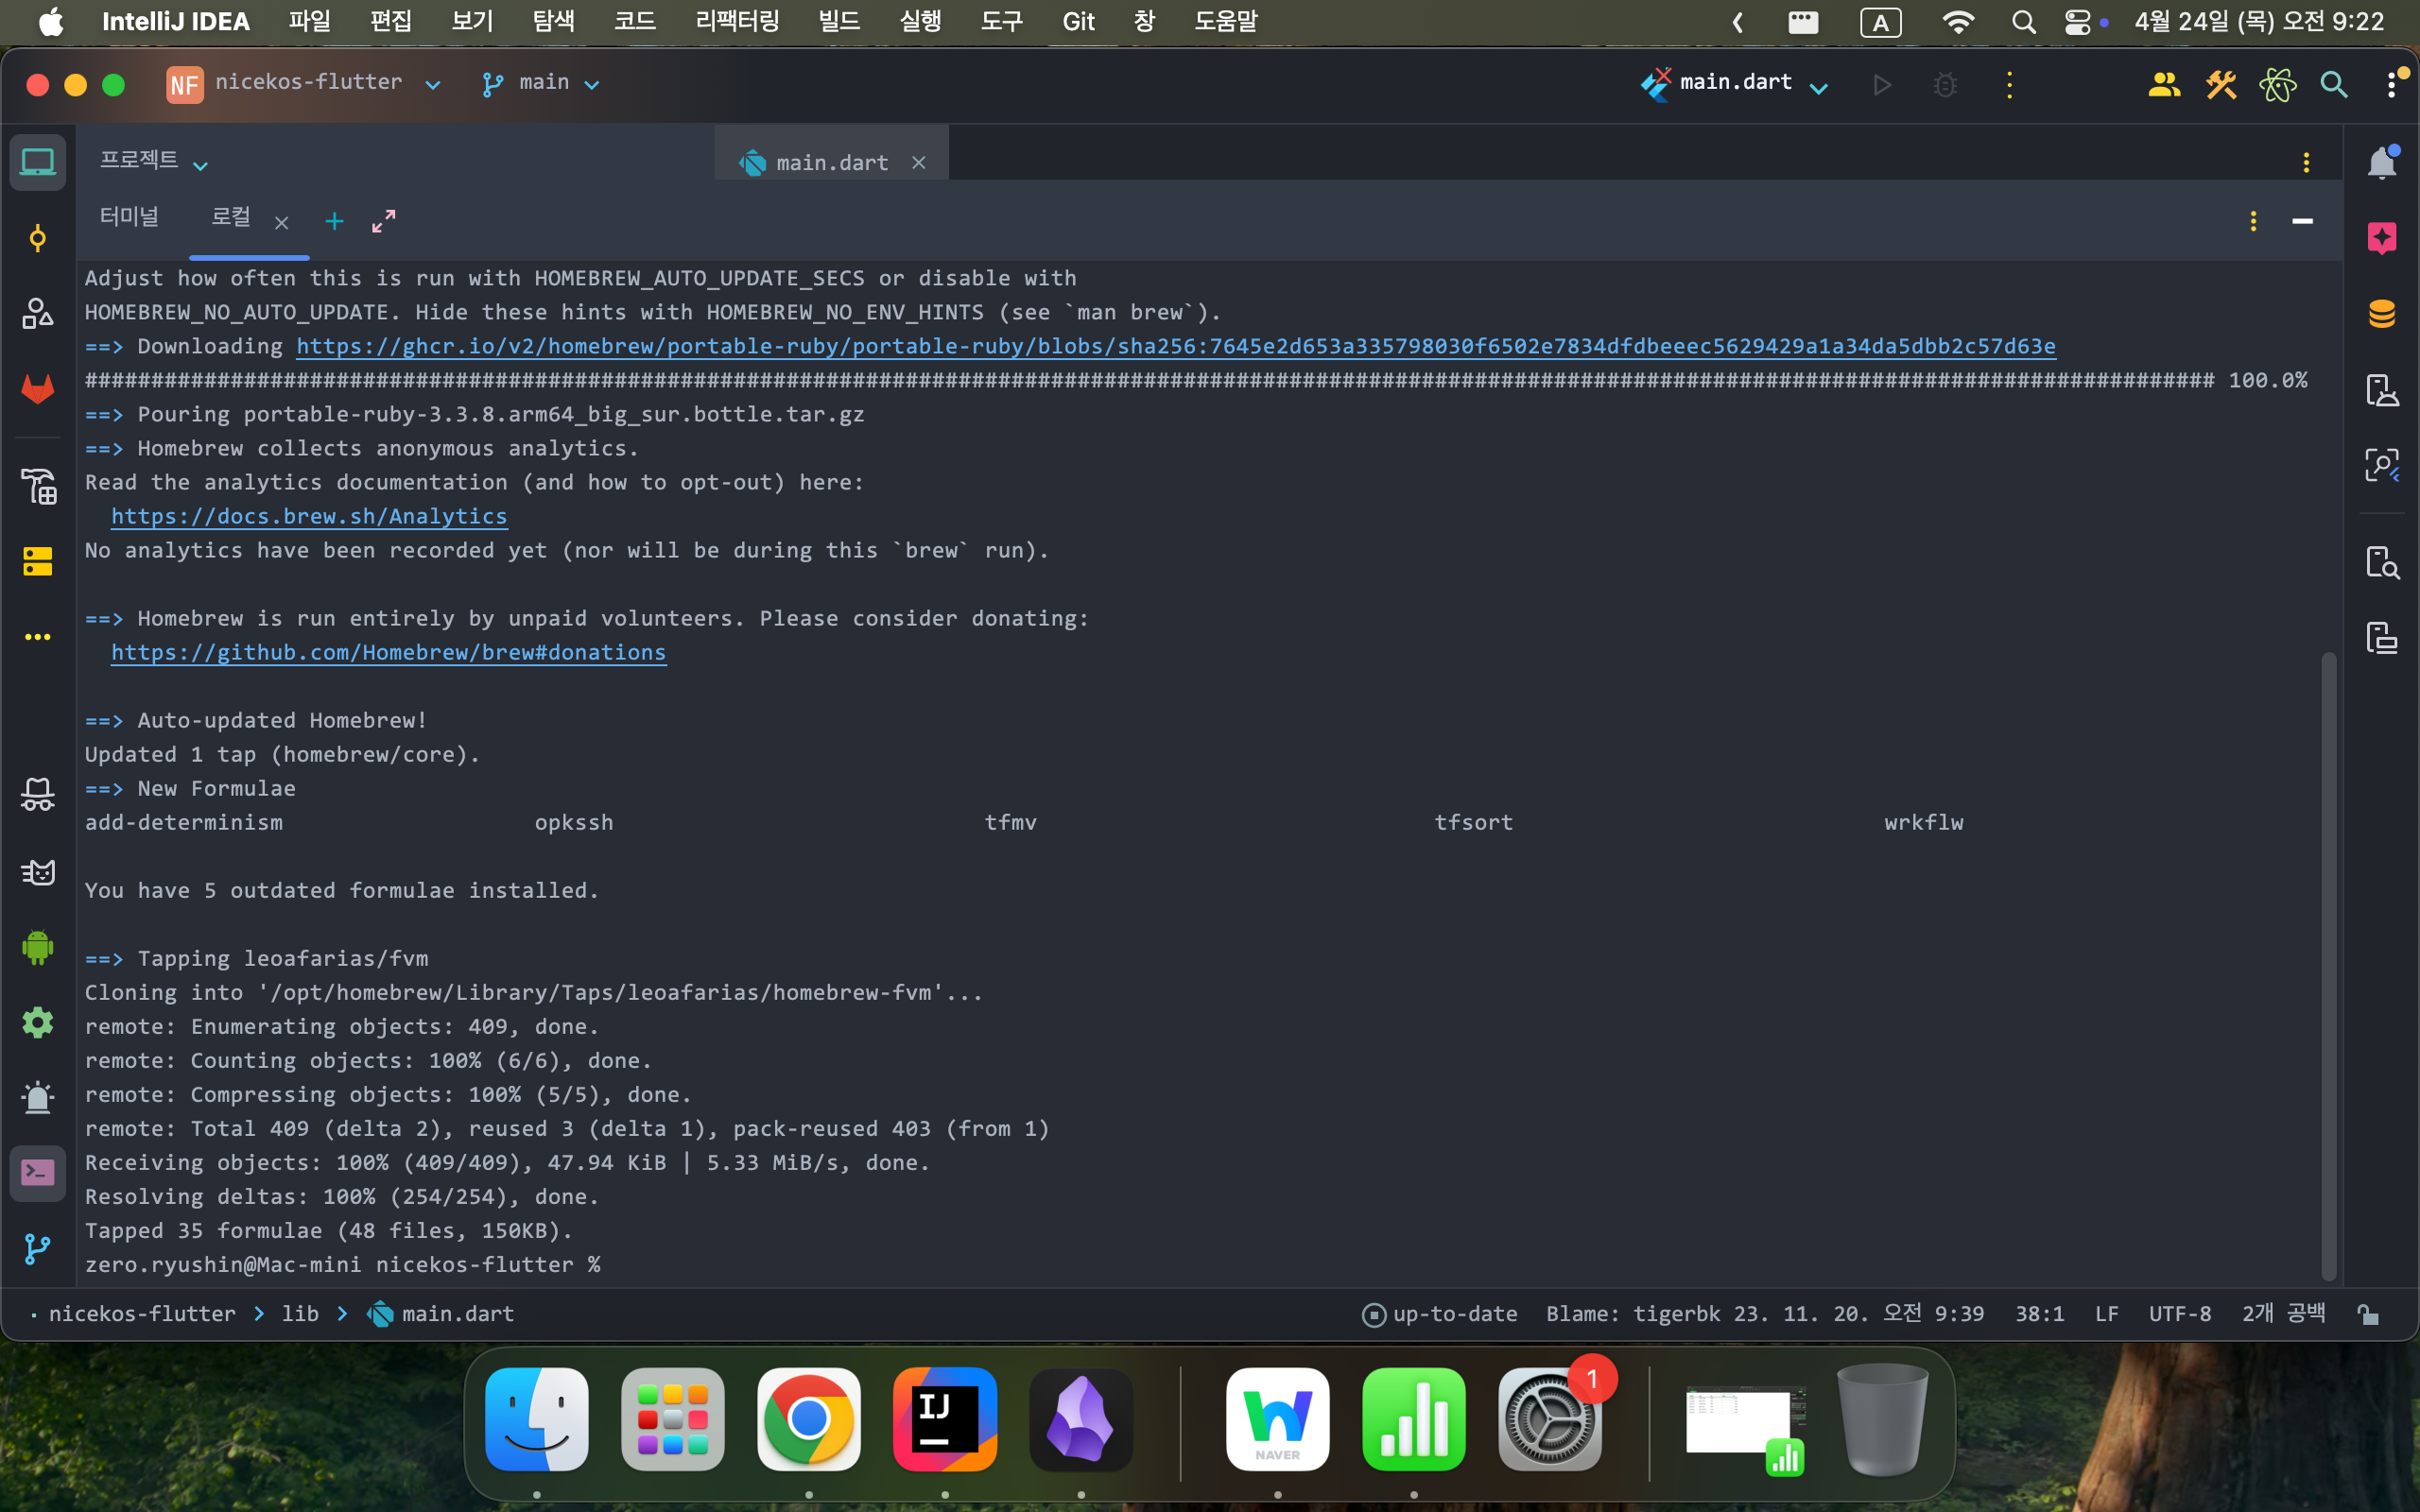 IntelliJ IDEA 파일 편집 보기 탐색 코드 리팩터링 빌드 실행 도구 Git 창 도움말 A 4월 24일 (목) 오전 9:22
NF nicekos-flutter main main.dart
프로젝트 main.dart
터미널 로컬
Adjust how often this is run with HOMEBREW_AUTO_UPDATE_SECS or disable with
HOMEBREW_NO_AUTO_UPDATE. Hide these hints with HOMEBREW_NO_ENV_HINTS (see `man brew`).
==> Downloading https://ghcr.io/v2/homebrew/portable-ruby/portable-ruby/blobs/sha256:7645e2d653a335798030f6502e7834dfdbeeec5629429a1a34da5dbb2c57d63e
################################################################################################################################################################# 100.0%
==> Pouring portable-ruby-3.3.8.arm64_big_sur.bottle.tar.gz
==> Homebrew collects anonymous analytics.
Read the analytics documentation (and how to opt-out) here:
https://docs.brew.sh/Analytics
No analytics have been recorded yet (nor will be during this `brew` run).
==> Homebrew is run entirely by unpaid volunteers. Please consider donating:
https://github.com/Homebrew/brew#donations
==> Auto-updated Homebrew!
Updated 1 tap (homebrew/core).
==> New Formulae
add-determinism opkssh tfmv tfsort wrkflw
You have 5 outdated formulae installed.
==> Tapping leoafarias/fvm
Cloning into '/opt/homebrew/Library/Taps/leoafarias/homebrew-fvm'...
remote: Enumerating objects: 409, done.
remote: Counting objects: 100% (6/6), done.
remote: Compressing objects: 100% (5/5), done.
remote: Total 409 (delta 2), reused 3 (delta 1), pack-reused 403 (from 1)
Receiving objects: 100% (409/409), 47.94 KiB | 5.33 MiB/s, done.
Resolving deltas: 100% (254/254), done.
Tapped 35 formulae (48 files, 150KB).
zero.ryushin@Mac-mini nicekos-flutter %
nicekos-flutter > lib > main.dart up-to-date Blame: tigerbk 23. 11. 20. 오전 9:39 38:1 LF UTF-8 2개 공백
IJ
NAVER
1